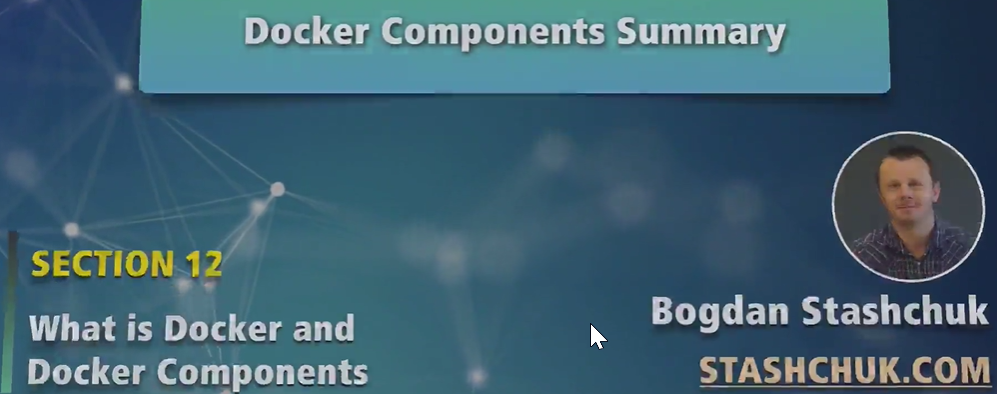 Docker Components Summary
SECTION 12
What is Docker and
Docker Components
Bogdan Stashchuk
STASHCHUK.COM